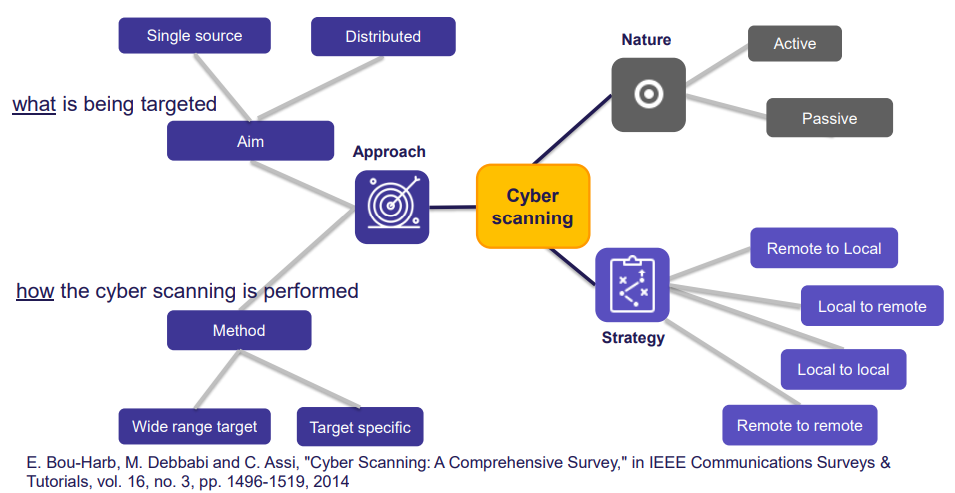 Single source
Distributed
what is being targeted
Aim
Approach
Nature
Active
Passive
Cyber
scanning
how the cyber scanning is performed
Method
Wide range target
Target specific
Remote to Local
Local to remote
Strategy
Local to local
Remote to remote
E. Bou-Harb, M. Debbabi and C. Assi, "Cyber Scanning: A Comprehensive Survey," in IEEE Communications Surveys &
Tutorials, vol. 16, no. 3, pp. 1496-1519, 2014